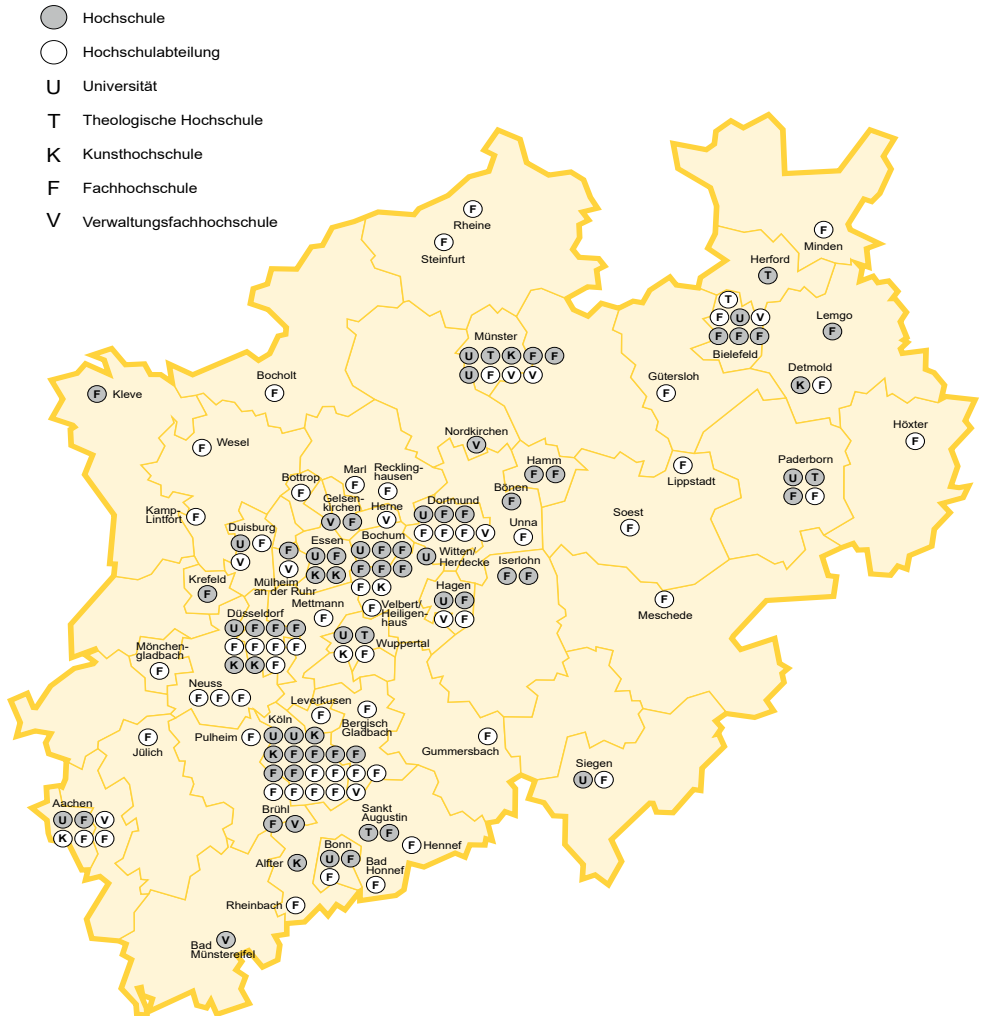 Hochschule
Hochschulabteilung
U Universität
T Theologische Hochschule
K Kunsthochschule
F Fachhochschule
V Verwaltungsfachhochschule
F
Rheine
F
Steinfurt
F
Minden
Herford
T
T
F U V
F F F
Bielefeld
Lemgo
F
Münster
U T K F F
U F V V
Detmold
K F
Gütersloh
F
Bocholt
F
F Kleve
Höxter
F
Nordkirchen
V
F Wesel
Hamm
F F
Paderborn
U T
F F
F
Lippstadt
Bottrop
F
Marl
F
Reckling-
hausen
F
Bönen
F
Gelsen-
kirchen
V F
Herne
V
Dortmund
U F F
F F F V
Kamp-
Lintfort
F
Soest
F
Unna
F
Duisburg
U F
V
F
V
Mülheim
an der Ruhr
Essen
U F
K K
Bochum
U F F
F F F
F K
U Witten/
Herdecke
Iserlohn
F F
Krefeld
F
Hagen
U F
V F
F
Meschede
Mettmann
F
F Velbert/
Heiligen-
haus
Düsseldorf
U F F F
F F F F
K K F
U T
K F
Wuppertal
Mönchen-
gladbach
F
Neuss
F F F
Leverkusen
F
F
Bergisch
Gladbach
F
Jülich
Pulheim F
Köln
U U K
K F F F F
F F F F F F
F F F F V
F
Gummersbach
Siegen
U F
Aachen
U F V
K F F
Brühl
F V
Sankt
Augustin
T F
F Hennef
Bonn
U F
F
Alfter K
Bad
Honnef
F
Rheinbach F
V
Bad
Münstereifel